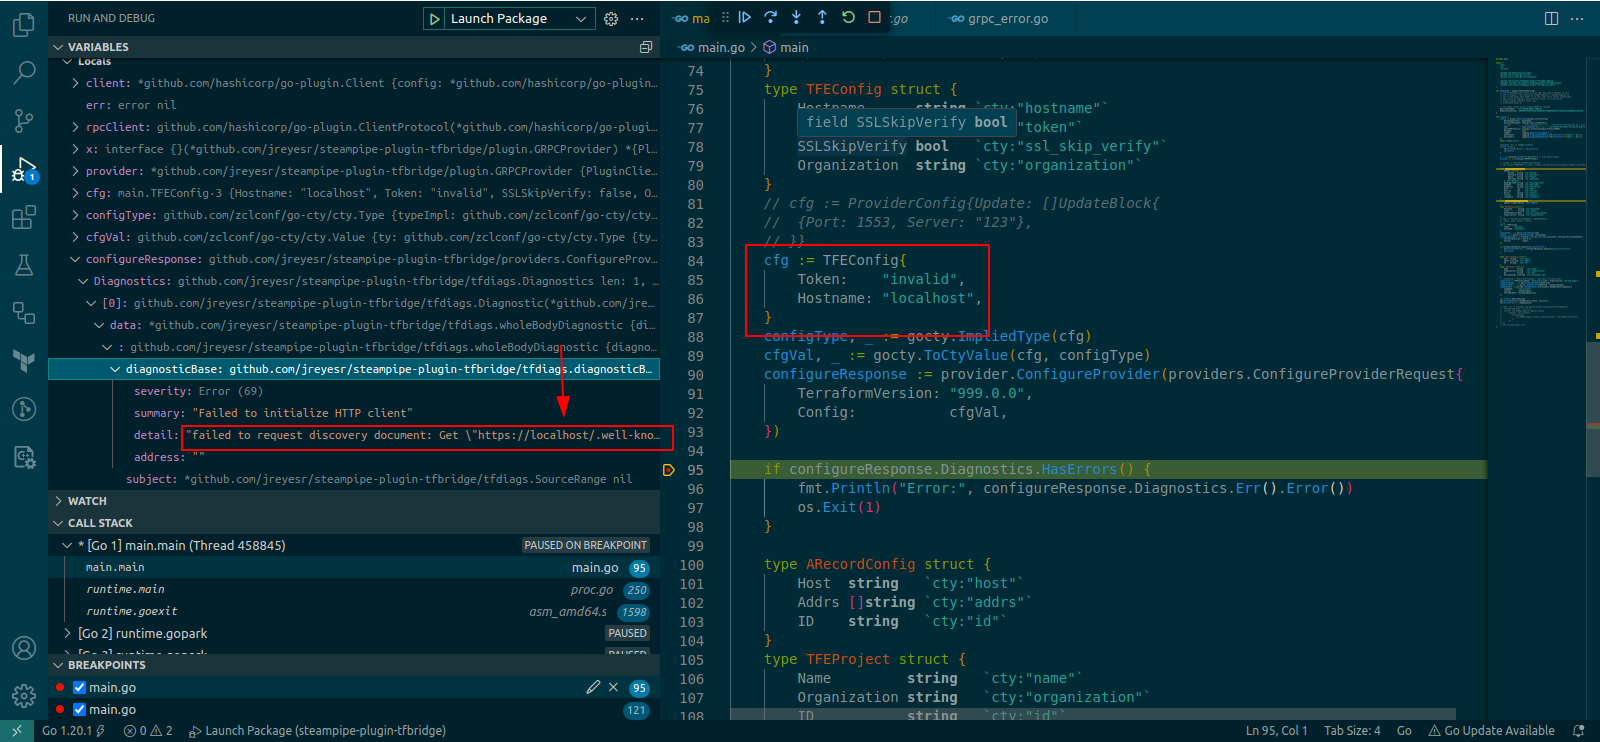 RUN AND DEBUG
Launch Package
VARIABLES
Locals
client: *github.com/hashicorp/go-plugin.Client {config: *github.com/hashicorp/go-plugin…
err: error nil
rpcClient: github.com/hashicorp/go-plugin.ClientProtocol(*github.com/hashicorp/go-plugi…
x: interface {}(*github.com/jreyesr/steampipe-plugin-tfbridge/plugin.GRPCProvider) *{Pl…
provider: *github.com/jreyesr/steampipe-plugin-tfbridge/plugin.GRPCProvider {PluginClie…
cfg: main.TFEConfig·3 {Hostname: "localhost", Token: "invalid", SSLSkipVerify: false, O…
configType: github.com/zclconf/go-cty/cty.Type {typeImpl: github.com/zclconf/go-cty/cty…
cfgVal: github.com/zclconf/go-cty/cty.Value {ty: github.com/zclconf/go-cty/cty.Type {ty…
configureResponse: github.com/jreyesr/steampipe-plugin-tfbridge/providers.ConfigureProv…
Diagnostics: github.com/jreyesr/steampipe-plugin-tfbridge/tfdiags.Diagnostics len: 1, …
[0]: github.com/jreyesr/steampipe-plugin-tfbridge/tfdiags.Diagnostic(*github.com/jre…
data: *github.com/jreyesr/steampipe-plugin-tfbridge/tfdiags.wholeBodyDiagnostic {di…
: github.com/jreyesr/steampipe-plugin-tfbridge/tfdiags.wholeBodyDiagnostic {diagno…
diagnosticBase: github.com/jreyesr/steampipe-plugin-tfbridge/tfdiags.diagnosticB…
severity: Error (69)
summary: "Failed to initialize HTTP client"
detail: "failed to request discovery document: Get \"https://localhost/.well-kno…
address: ""
subject: *github.com/jreyesr/steampipe-plugin-tfbridge/tfdiags.SourceRange nil
WATCH
CALL STACK
* [Go 1] main.main (Thread 458845) PAUSED ON BREAKPOINT
main.main main.go 95
runtime.main proc.go 250
runtime.goexit asm_amd64.s 1598
[Go 2] runtime.gopark PAUSED
BREAKPOINTS
main.go 95
main.go 121
GO ma
.go
GO grpc_error.go
GO main.go > main
74 }
75 type TFEConfig struct {
76 Hostname string `cty:"hostname"`
field SSLSkipVerify bool
77 "token"`
78 SSLSkipVerify bool `cty:"ssl_skip_verify"`
79 Organization string `cty:"organization"`
80 }
81 // cfg := ProviderConfig{Update: []UpdateBlock{
82 // {Port: 1553, Server: "123"},
83 // }}
84 cfg := TFEConfig{
85 Token: "invalid",
86 Hostname: "localhost",
87 }
88 configType, _ := gocty.ImpliedType(cfg)
89 cfgVal, _ := gocty.ToCtyValue(cfg, configType)
90 configureResponse := provider.ConfigureProvider(providers.ConfigureProviderRequest{
91 TerraformVersion: "999.0.0",
92 Config: cfgVal,
93 })
94
95 if configureResponse.Diagnostics.HasErrors() {
96 fmt.Println("Error:", configureResponse.Diagnostics.Err().Error())
97 os.Exit(1)
98 }
99
100 type ARecordConfig struct {
101 Host string `cty:"host"`
102 Addrs []string `cty:"addrs"`
103 ID string `cty:"id"`
104 }
105 type TFEProject struct {
106 Name string `cty:"name"`
107 Organization string `cty:"organization"`
108 ID string `cty:"id"`
Go 1.20.1 0 2 Launch Package (steampipe-plugin-tfbridge) Ln 95, Col 1 Tab Size: 4 Go Go Update Available